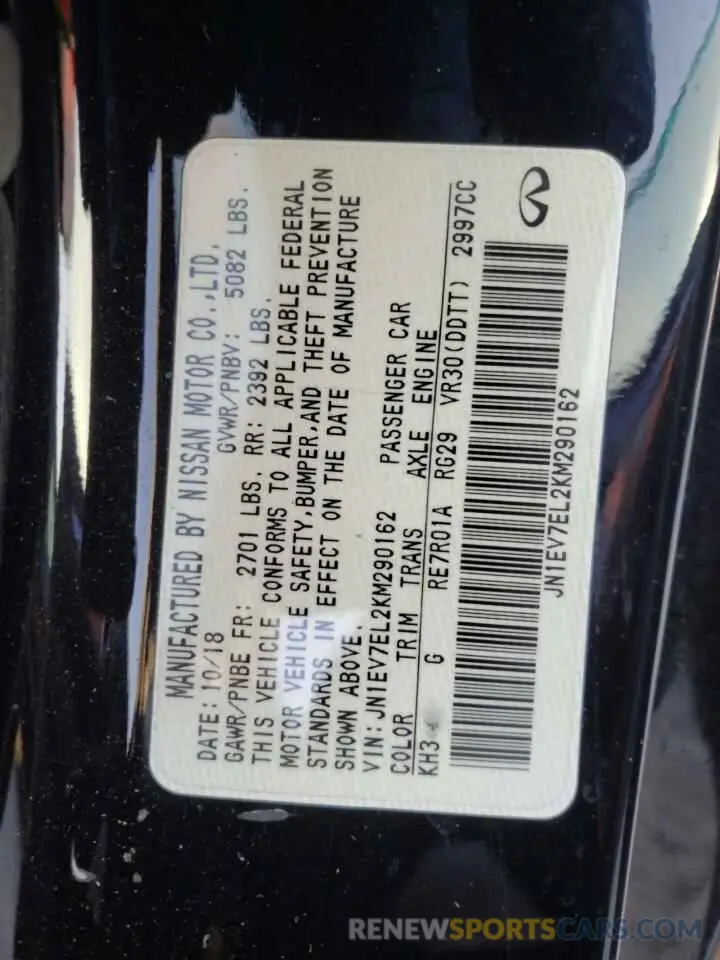 MANUFACTURED BY NISSAN MOTOR CO.,LTD.
DATE: 10/18 GVWR/PNBV: 5082 LBS.
GAWR/PNBE FR: 2701 LBS. RR: 2392 LBS.
THIS VEHICLE CONFORMS TO ALL APPLICABLE FEDERAL
MOTOR VEHICLE SAFETY,BUMPER,AND THEFT PREVENTION
STANDARDS IN EFFECT ON THE DATE OF MANUFACTURE
SHOWN ABOVE.
VIN: JN1EV7EL2KM290162 PASSENGER CAR
COLOR TRIM TRANS AXLE ENGINE
KH3 G RE7R01A RG29 VR30(DDTT) 2997CC
JN1EV7EL2KM290162
RENEWSPORTSCARS.COM